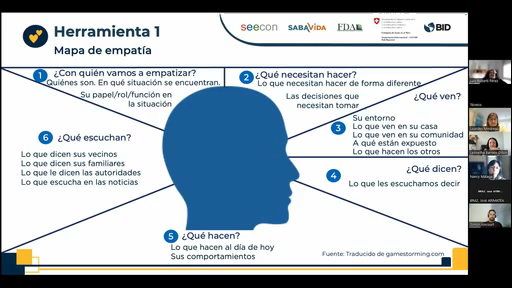 Herramienta 1
Mapa de empatía
seecon
SABAVIDA
FDAL
BID
1 ¿Con quién vamos a empatizar?
Quiénes son. En qué situación se encuentran.
Su papel/rol/función en
la situación
2 ¿Qué necesitan hacer?
Lo que necesitan hacer de forma diferente
Las decisiones que
necesitan tomar
¿Qué ven?
3 Su entorno
Lo que ven en su casa
Lo que ven en su comunidad
A qué están expuesto
Lo que hacen los otros
4 ¿Qué dicen?
Lo que les escuchamos decir
6 ¿Qué escuchan?
Lo que dicen sus vecinos
Lo que dicen sus familiares
Lo que le dicen las autoridades
Lo que escucha en las noticias
5 ¿Qué hacen?
Lo que hacen al día de hoy
Sus comportamientos
Fuente: Traducido de gamestorming.com